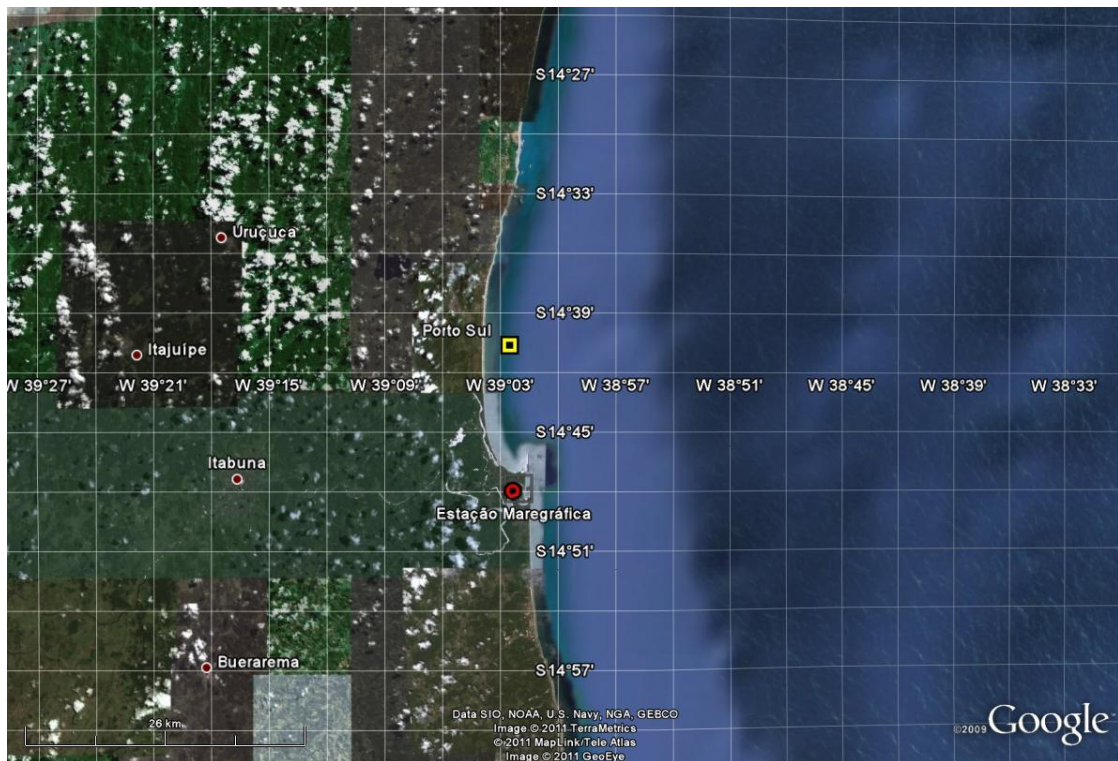 S14°27'
S14°33'
Uruçuca
S14°39'
Porto Sul
Itajuípe
W 39°27' W 39°21' W 39°15' W 39°09' W 39°03' W 38°57' W 38°51' W 38°45' W 38°39' W 38°33'
S14°45'
Itabuna
Estação Maregráfica
S14°51'
Buerarema
S14°57'
26 km
Data SIO, NOAA, U.S. Navy, NGA, GEBCO
Image © 2011 TerraMetrics
© 2011 MapLink/Tele Atlas
Image © 2011 GeoEye
©2009 Google